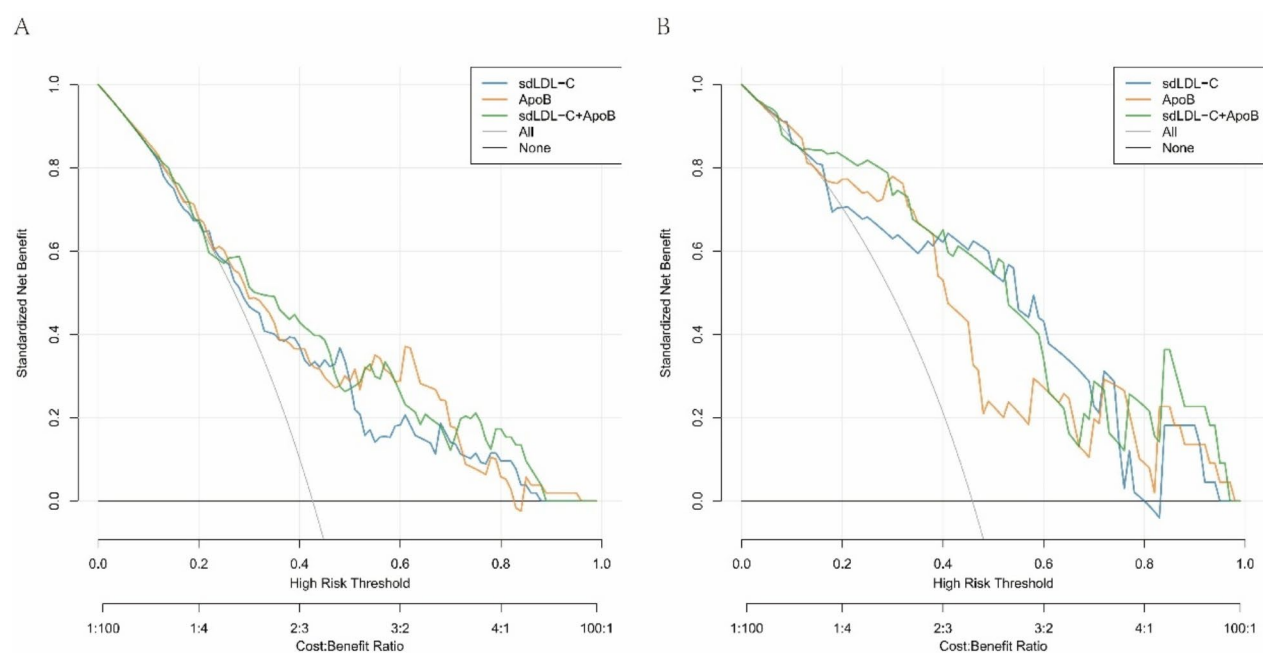 A
sdLDL-C
ApoB
sdLDL-C+ApoB
All
None
Standardized Net Benefit
1.0
0.8
0.6
0.4
0.2
0.0
0.0 0.2 0.4 0.6 0.8 1.0
High Risk Threshold
1:100 1:4 2:3 3:2 4:1 100:1
Cost:Benefit Ratio
B
sdLDL-C
ApoB
sdLDL-C+ApoB
All
None
Standardized Net Benefit
1.0
0.8
0.6
0.4
0.2
0.0
0.0 0.2 0.4 0.6 0.8 1.0
High Risk Threshold
1:100 1:4 2:3 3:2 4:1 100:1
Cost:Benefit Ratio